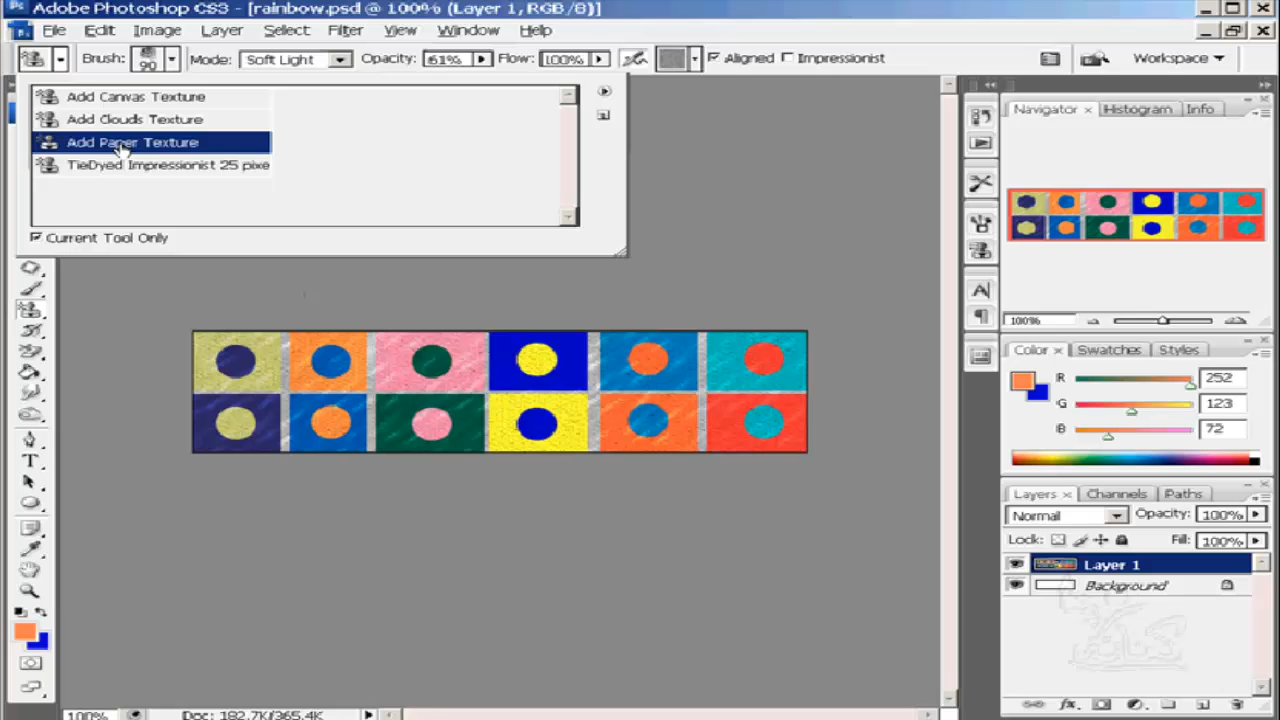 Adobe Photoshop CS3 - [rainbow.psd @ 100% (Layer 1,RGB/8)]
File Edit Image Layer Select Filter View Window Help
Brush: 90 Mode: Soft Light Opacity: 61% Flow: 100% Aligned Impressionist Workspace
Add Canvas Texture
Add Clouds Texture
Add Paper Texture
TieDyed Impressionist 25 pixe
Current Tool Only
Navigator Histogram Info
100%
Color Swatches Styles
R 252
G 123
B 72
Layers Channels Paths
Normal Opacity: 100%
Lock: Fill: 100%
Layer 1
Background
100% Doc: 182.7K/365.4K